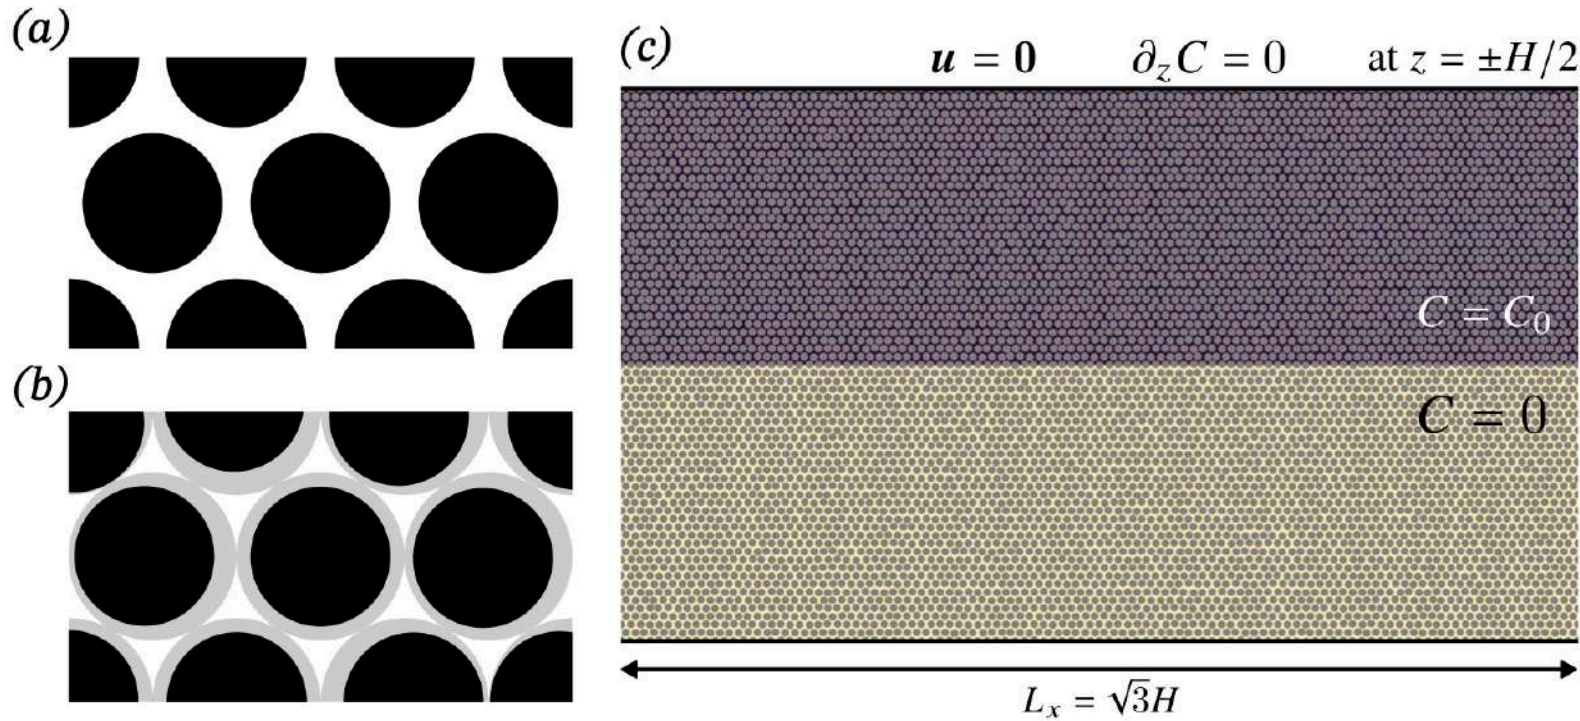 (a)
(b)
(c)
u = 0 ∂_z C = 0 at z = ±H/2
C = C_0
C = 0
L_x = √3H